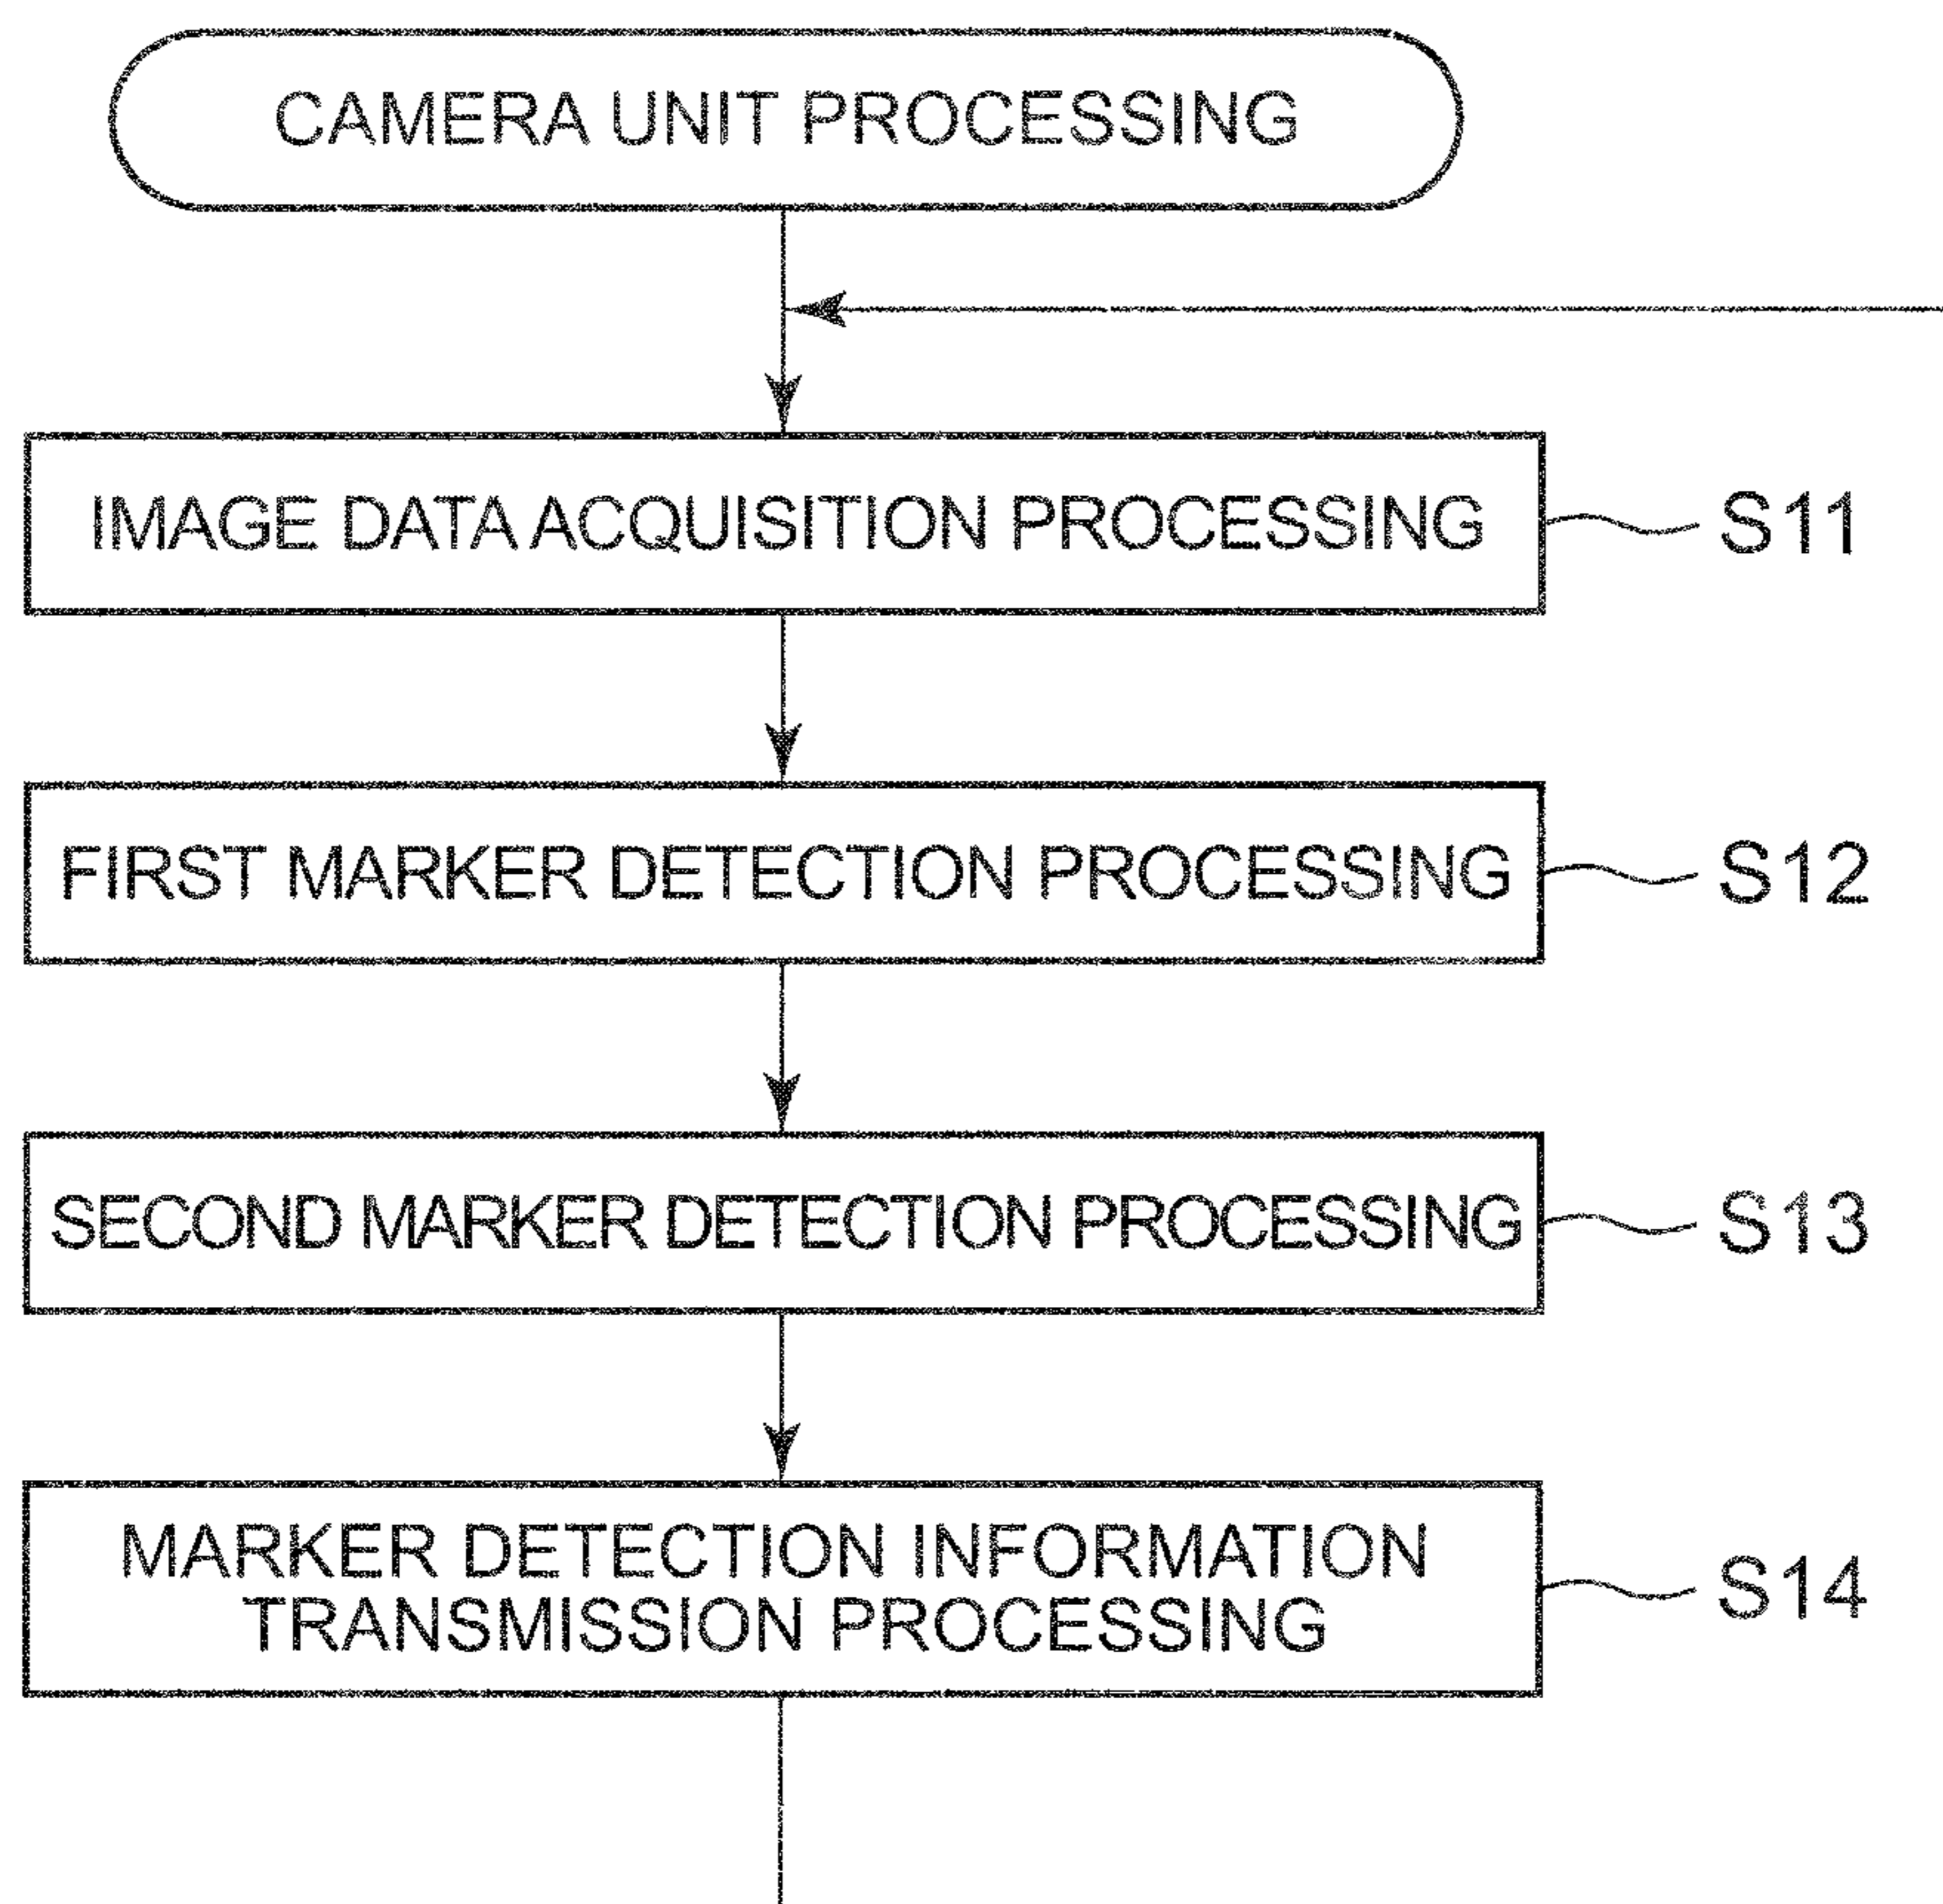 CAMERA UNIT PROCESSING
IMAGE DATA ACQUISITION PROCESSING
S11
FIRST MARKER DETECTION PROCESSING
S12
SECOND MARKER DETECTION PROCESSING
S13
MARKER DETECTION INFORMATION
TRANSMISSION PROCESSING
S14